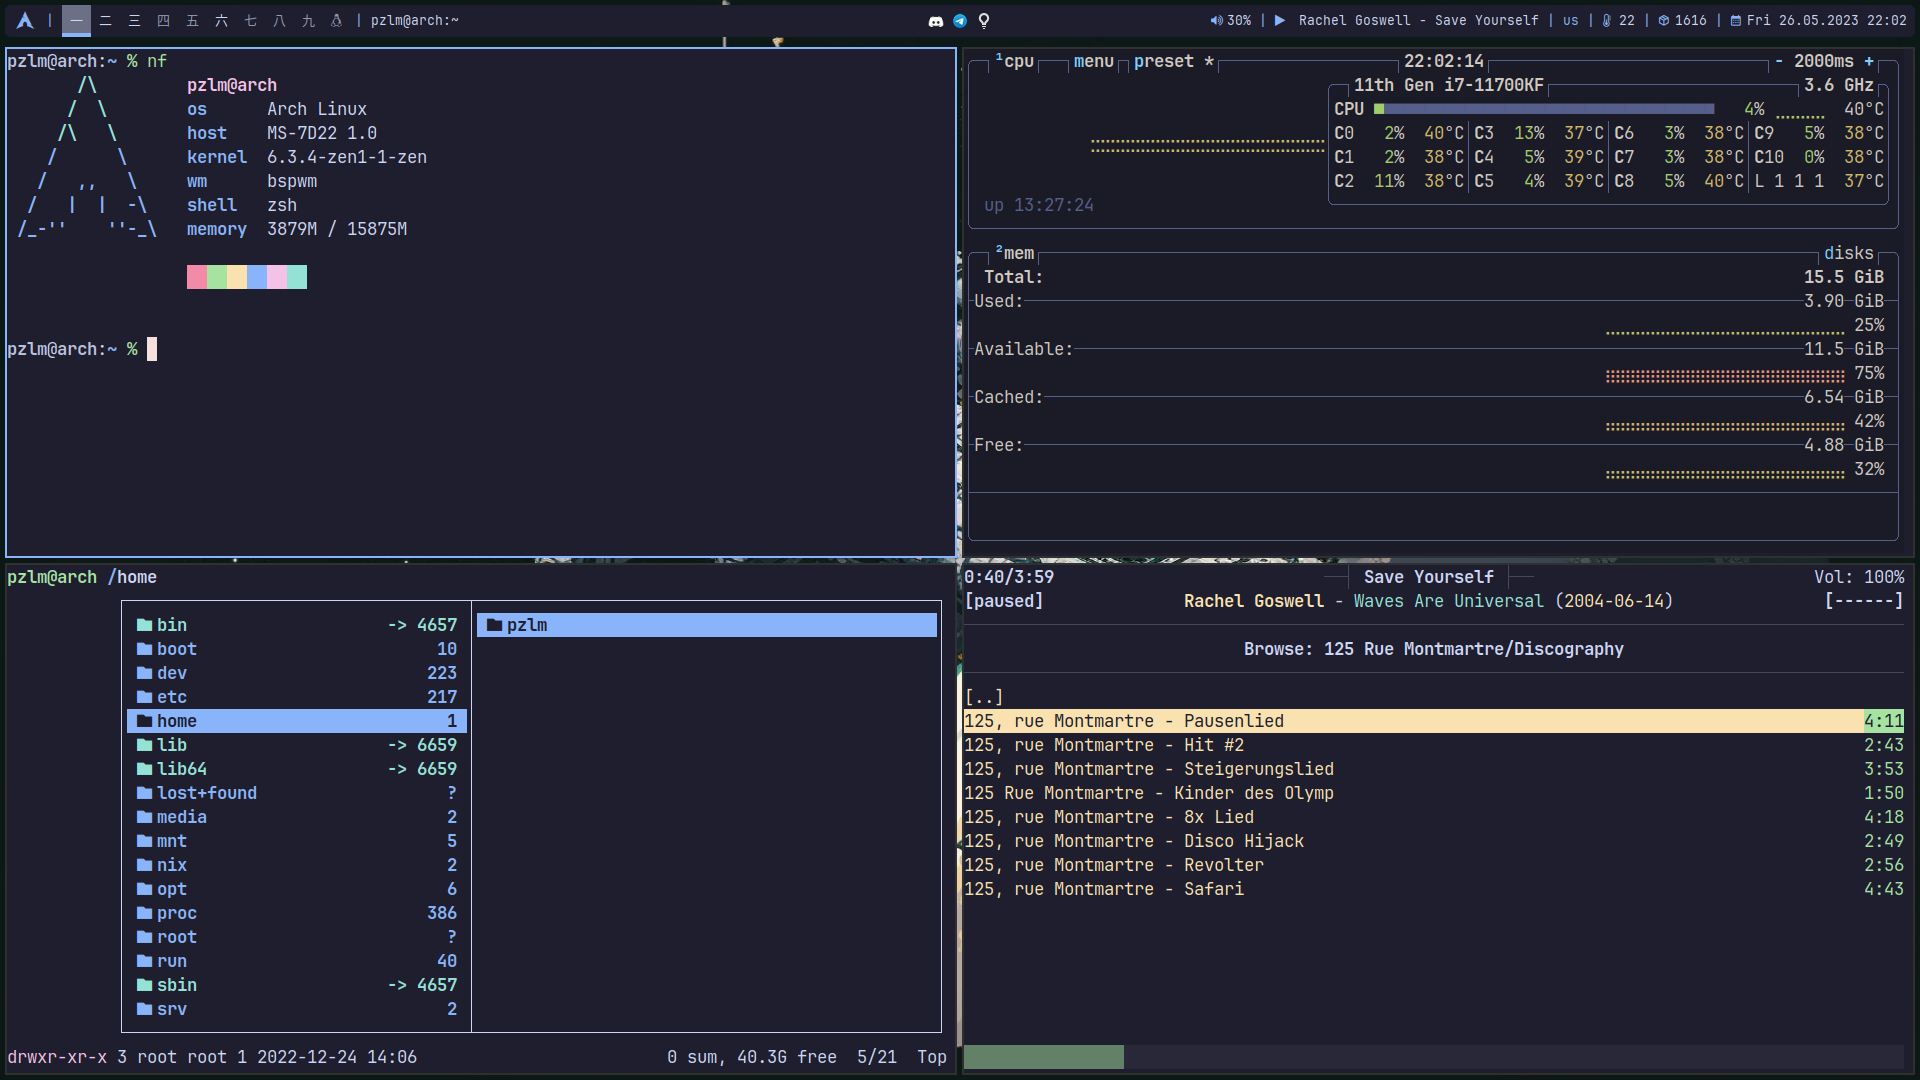 | 一 二 三 四 五 六 七 八 九 | pzlm@arch:~
30% | Rachel Goswell - Save Yourself | us | 22 | 1616 | Fri 26.05.2023 22:02
pzlm@arch:~ % nf
/\ pzlm@arch
/ \ os Arch Linux
/\ \ host MS-7D22 1.0
/ \ kernel 6.3.4-zen1-1-zen
/ ,, \ wm bspwm
/ | | -\ shell zsh
/_-'' ''-_\ memory 3879M / 15875M
pzlm@arch:~ %
¹cpu menu preset * 22:02:14 - 2000ms +
11th Gen i7-11700KF 3.6 GHz
CPU 4% 40°C
C0 2% 40°C C3 13% 37°C C6 3% 38°C C9 5% 38°C
C1 2% 38°C C4 5% 39°C C7 3% 38°C C10 0% 38°C
C2 11% 38°C C5 4% 39°C C8 5% 40°C L 1 1 1 37°C
up 13:27:24
²mem disks
Total: 15.5 GiB
Used: 3.90 GiB
25%
Available: 11.5 GiB
75%
Cached: 6.54 GiB
42%
Free: 4.88 GiB
32%
pzlm@arch /home
bin -> 4657
boot 10
dev 223
etc 217
home 1
lib -> 6659
lib64 -> 6659
lost+found ?
media 2
mnt 5
nix 2
opt 6
proc 386
root ?
run 40
sbin -> 4657
srv 2
pzlm
drwxr-xr-x 3 root root 1 2022-12-24 14:06 0 sum, 40.3G free 5/21 Top
0:40/3:59 Save Yourself Vol: 100%
[paused] Rachel Goswell - Waves Are Universal (2004-06-14) [------]
Browse: 125 Rue Montmartre/Discography
[..]
125, rue Montmartre - Pausenlied 4:11
125, rue Montmartre - Hit #2 2:43
125, rue Montmartre - Steigerungslied 3:53
125 Rue Montmartre - Kinder des Olymp 1:50
125, rue Montmartre - 8x Lied 4:18
125, rue Montmartre - Disco Hijack 2:49
125, rue Montmartre - Revolter 2:56
125, rue Montmartre - Safari 4:43